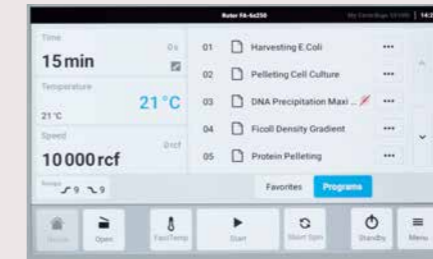 Rotor FA-6x250
14:2
Time
0 s
15 min
Temperature
21°C
21°C
Speed
0 rcf
10 000 rcf
Ramps
9 9
01 Harvesting E.Coli
02 Pelleting Cell Culture
03 DNA Precipitation Maxi ...
04 Ficoll Density Gradient
05 Protein Pelleting
Favorites Programs
Home
Open
FastTemp
Start
Short Spin
Standby
Menu